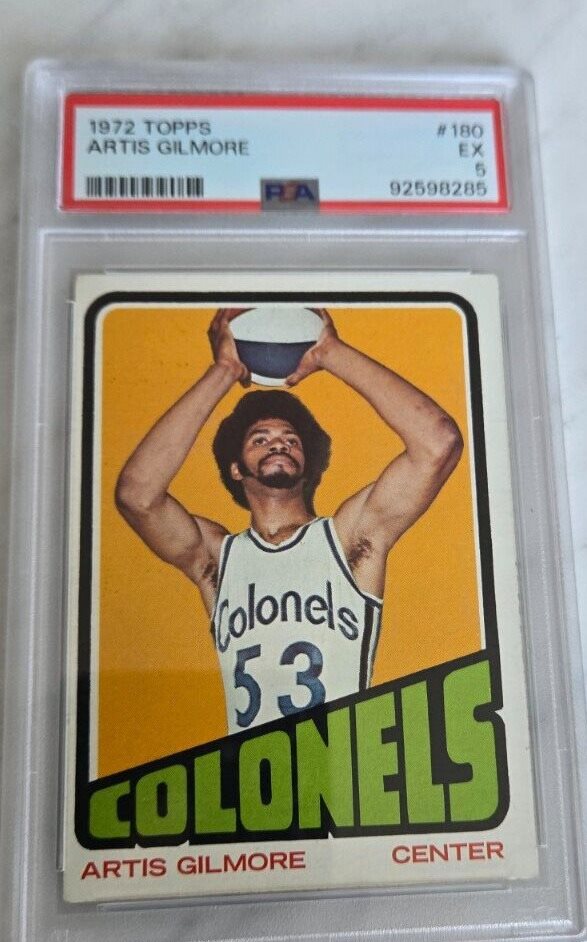 1972 TOPPS #180
ARTIS GILMORE EX
5
92598285
PSA
Colonels
53
COLONELS
ARTIS GILMORE CENTER